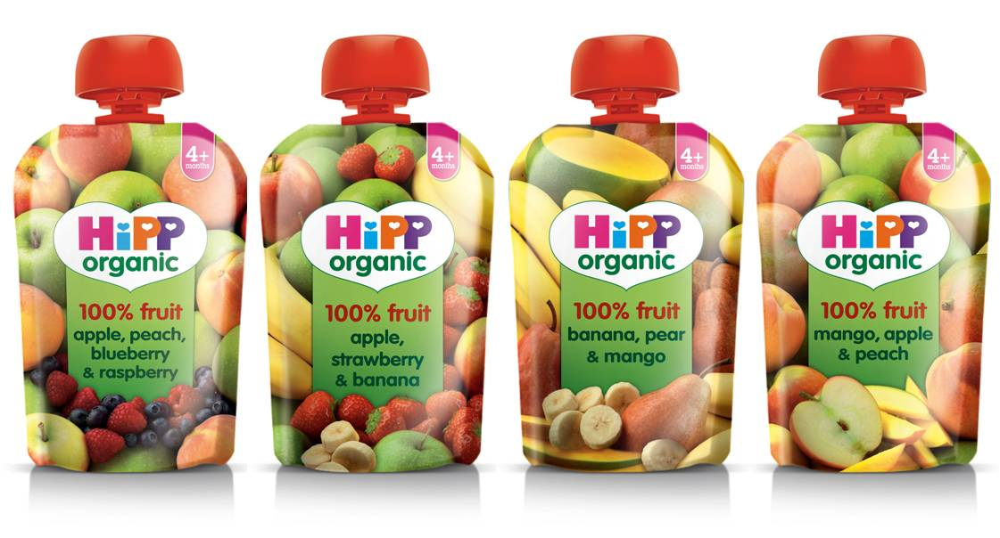 4+
months
HiPP
organic
100% fruit
apple, peach,
blueberry
& raspberry
4+
months
HiPP
organic
100% fruit
apple,
strawberry
& banana
4+
months
HiPP
organic
100% fruit
banana, pear
& mango
4+
months
HiPP
organic
100% fruit
mango, apple
& peach